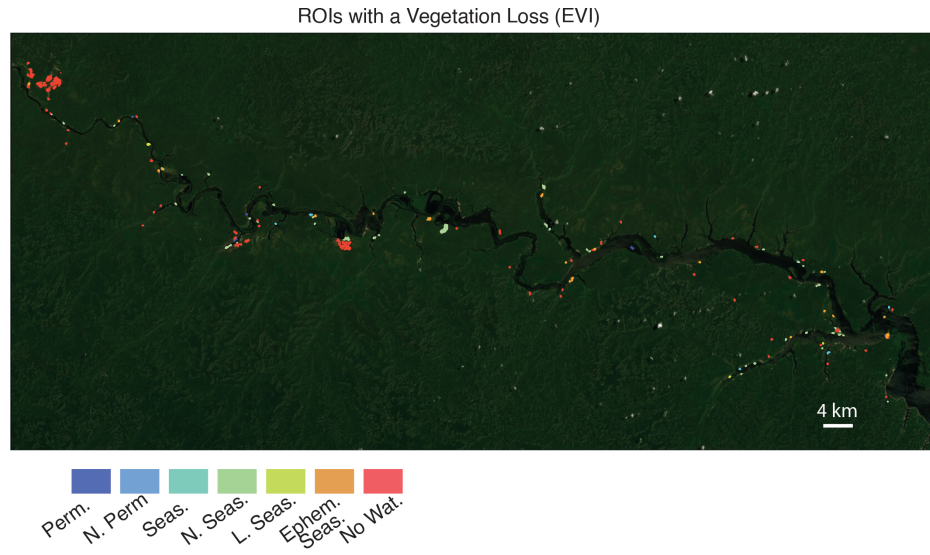 ROIs with a Vegetation Loss (EVI)
4 km
Perm.
N. Perm
Seas.
N. Seas.
L. Seas.
Ephem.
Seas.
No Wat.